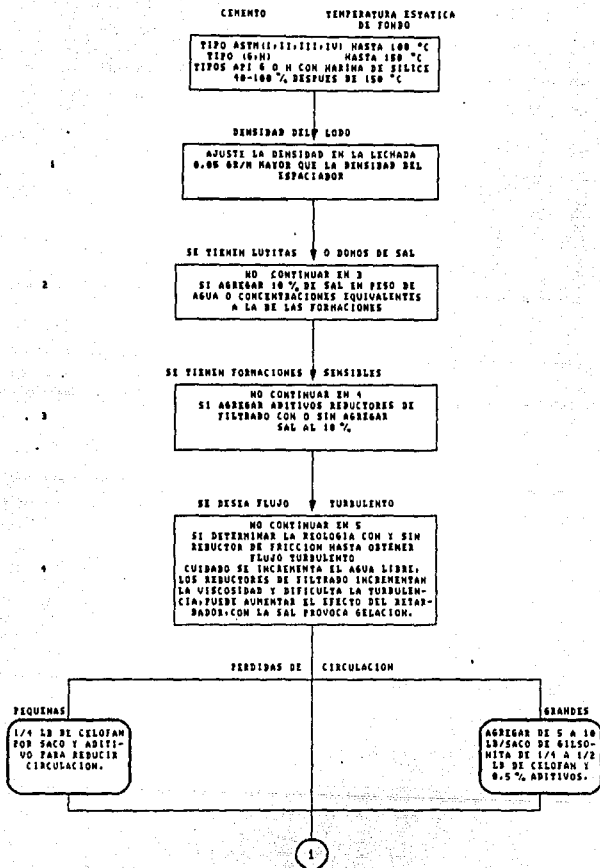 CEMENTO TEMPERATURA ESTATICA
DE FONDO
TIPO ASTM(I,II,III,IV) HASTA 100 °C
TIPO (G,H) HASTA 150 °C
TIPOS API G O H CON HARINA DE SILICE
40-100 % DESPUES DE 150 °C
DENSIDAD DEL LODO
1
AJUSTE LA DENSIDAD EN LA LECHADA
0.05 GR/M MAYOR QUE LA DENSIDAD DEL
ESPACIADOR
SE TIENEN LUTITAS O DOMOS DE SAL
2
NO CONTINUAR EN 3
SI AGREGAR 10 % DE SAL EN PESO DE
AGUA O CONCENTRACIONES EQUIVALENTES
A LA DE LAS FORMACIONES
SE TIENEN FORMACIONES SENSIBLES
3
NO CONTINUAR EN 4
SI AGREGAR ADITIVOS REDUCTORES DE
FILTRADO CON O SIN AGREGAR
SAL AL 10 %
SE DESEA FLUJO TURBULENTO
4
NO CONTINUAR EN 5
SI DETERMINAR LA REOLOGIA CON Y SIN
REDUCTOR DE FRICCION HASTA OBTENER
FLUJO TURBULENTO
CUIDADO SE INCREMENTA EL AGUA LIBRE,
LOS REDUCTORES DE FILTRADO INCREMENTAN
LA VISCOSIDAD Y DIFICULTA LA TURBULEN-
CIA,PUEDE AUMENTAR EL EFECTO DEL RETAR-
DADOR,CON LA SAL PROVOCA GELACION.
PERDIDAS DE CIRCULACION
PEQUENAS
1/4 LB DE CELOFAN
POR SACO Y ADITI-
VO PARA REDUCIR
CIRCULACION.
GRANDES
AGREGAR DE 5 A 10
LB/SACO DE GILSO-
NITA DE 1/4 A 1/2
LB DE CELOFAN Y
0.5 % ADITIVOS.
1